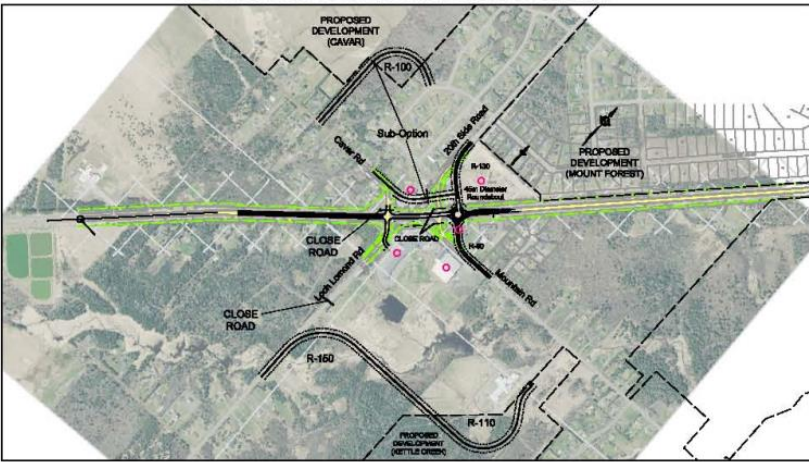 PROPOSED
DEVELOPMENT
(CAVAR)
R-100
Sub-Option
20th Side Road
Cavar Rd
R-130
45m Diameter
Roundabout
PROPOSED
DEVELOPMENT
(MOUNT FOREST)
CLOSE
ROAD
CLOSE ROAD
R-90
Loch Lomond Rd
Mountain Rd
CLOSE
ROAD
R-150
R-110
PROPOSED
DEVELOPMENT
(KETTLE CREEK)